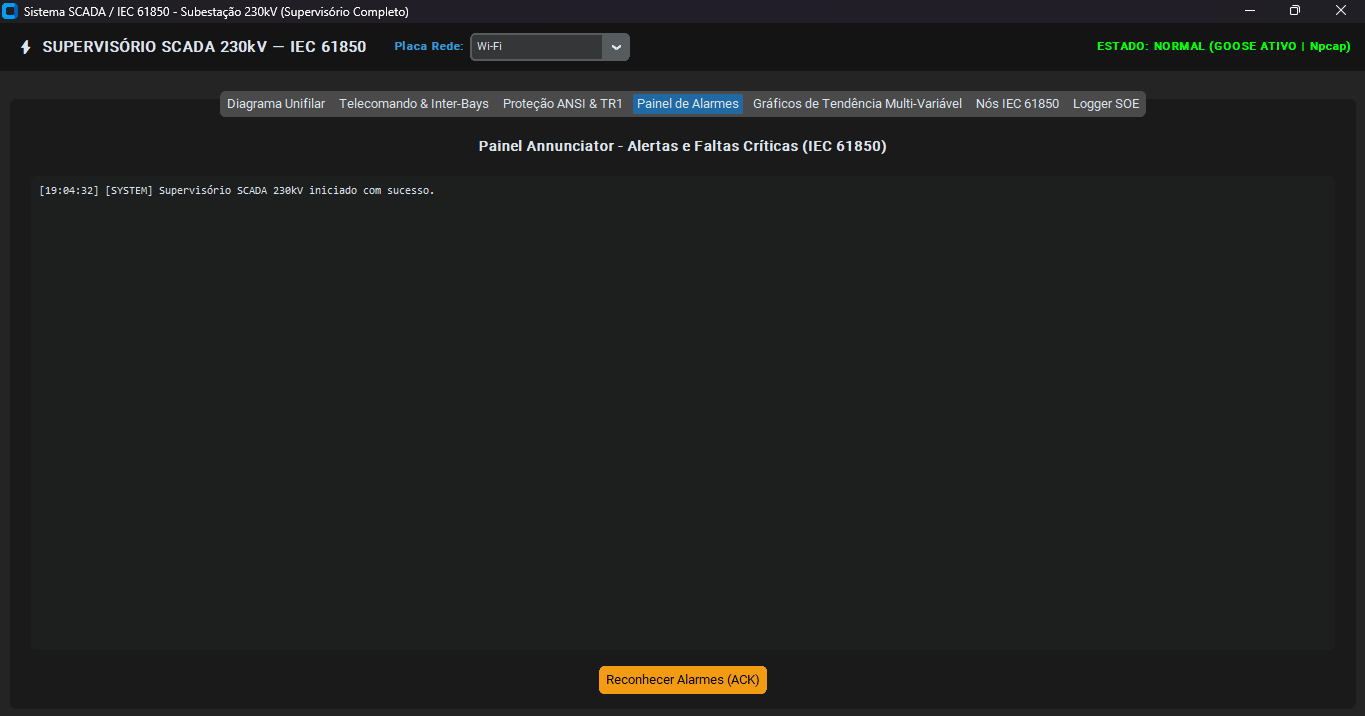 Sistema SCADA / IEC 61850 - Subestação 230kV (Supervisório Completo)
SUPERVISÓRIO SCADA 230kV — IEC 61850
Placa Rede: Wi-Fi
ESTADO: NORMAL (GOOSE ATIVO | Npcap)
Diagrama Unifilar Telecomando & Inter-Bays Proteção ANSI & TR1 Painel de Alarmes Gráficos de Tendência Multi-Variável Nós IEC 61850 Logger SOE
Painel Annunciator - Alertas e Faltas Críticas (IEC 61850)
[19:04:32] [SYSTEM] Supervisório SCADA 230kV iniciado com sucesso.
Reconhecer Alarmes (ACK)